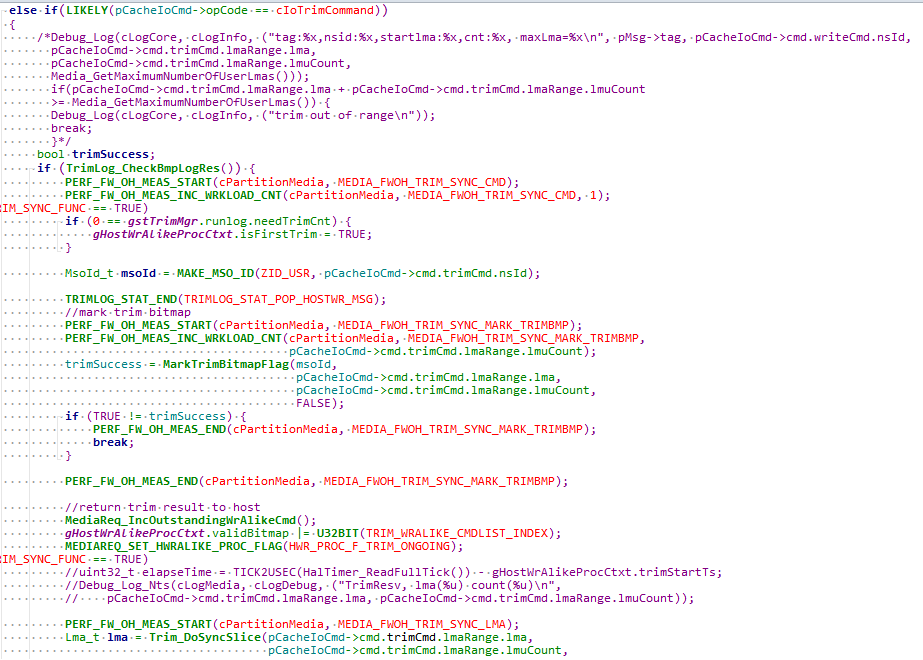 else if(LIKELY(pCacheIoCmd->opCode == cIoTrimCommand))
{
/*Debug_Log(cLogCore, cLogInfo, ("tag:%x,nsid:%x,startlma:%x,cnt:%x, maxLma=%x\n", pMsg->tag, pCacheIoCmd->cmd.writeCmd.nsId,
pCacheIoCmd->cmd.trimCmd.lmaRange.lma,
pCacheIoCmd->cmd.trimCmd.lmaRange.lmuCount,
Media_GetMaximumNumberOfUserLmas()));
if(pCacheIoCmd->cmd.trimCmd.lmaRange.lma + pCacheIoCmd->cmd.trimCmd.lmaRange.lmuCount
>= Media_GetMaximumNumberOfUserLmas()) {
Debug_Log(cLogCore, cLogInfo, ("trim out of range\n"));
break;
}*/
bool trimSuccess;
if (TrimLog_CheckBmpLogRes()) {
PERF_FW_OH_MEAS_START(cPartitionMedia, MEDIA_FWOH_TRIM_SYNC_CMD);
PERF_FW_OH_MEAS_INC_WRKLOAD_CNT(cPartitionMedia, MEDIA_FWOH_TRIM_SYNC_CMD, 1);
RIM_SYNC_FUNC == TRUE)
if (0 == gstTrimMgr.runlog.needTrimCnt) {
gHostWrAlikeProcCtxt.isFirstTrim = TRUE;
}
MsoId_t msoId = MAKE_MSO_ID(ZID_USR, pCacheIoCmd->cmd.trimCmd.nsId);
TRIMLOG_STAT_END(TRIMLOG_STAT_POP_HOSTWR_MSG);
//mark trim bitmap
PERF_FW_OH_MEAS_START(cPartitionMedia, MEDIA_FWOH_TRIM_SYNC_MARK_TRIMBMP);
PERF_FW_OH_MEAS_INC_WRKLOAD_CNT(cPartitionMedia, MEDIA_FWOH_TRIM_SYNC_MARK_TRIMBMP,
pCacheIoCmd->cmd.trimCmd.lmaRange.lmuCount);
trimSuccess = MarkTrimBitmapFlag(msoId,
pCacheIoCmd->cmd.trimCmd.lmaRange.lma,
pCacheIoCmd->cmd.trimCmd.lmaRange.lmuCount,
FALSE);
if (TRUE != trimSuccess) {
PERF_FW_OH_MEAS_END(cPartitionMedia, MEDIA_FWOH_TRIM_SYNC_MARK_TRIMBMP);
break;
}
PERF_FW_OH_MEAS_END(cPartitionMedia, MEDIA_FWOH_TRIM_SYNC_MARK_TRIMBMP);
//return trim result to host
MediaReq_IncOutstandingWrAlikeCmd();
gHostWrAlikeProcCtxt.validBitmap |= U32BIT(TRIM_WRALIKE_CMDLIST_INDEX);
MEDIAREQ_SET_HWRALIKE_PROC_FLAG(HWR_PROC_F_TRIM_ONGOING);
RIM_SYNC_FUNC == TRUE)
//uint32_t elapseTime = TICK2USEC(HalTimer_ReadFullTick()) - gHostWrAlikeProcCtxt.trimStartTs;
//Debug_Log_Nts(cLogMedia, cLogDebug, ("TrimResv, lma(%u) count(%u)\n",
// pCacheIoCmd->cmd.trimCmd.lmaRange.lma, pCacheIoCmd->cmd.trimCmd.lmaRange.lmuCount));
PERF_FW_OH_MEAS_START(cPartitionMedia, MEDIA_FWOH_TRIM_SYNC_LMA);
Lma_t lma = Trim_DoSyncSlice(pCacheIoCmd->cmd.trimCmd.lmaRange.lma,
pCacheIoCmd->cmd.trimCmd.lmaRange.lmuCount,